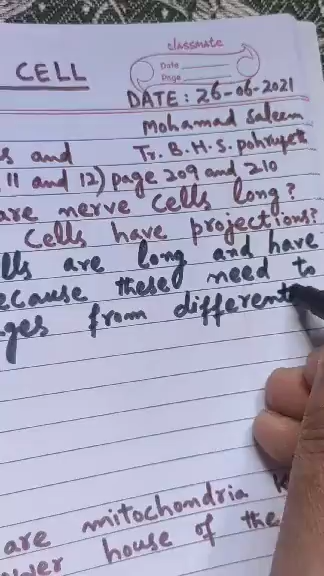 classmate
Date
Page
CELL
DATE: 26-06-2021
Mohamad Saleem
s and Tr. B.H.S. Pohrupeth
11 and 12) page 209 and 210
are nerve cells long?
Cells have projections?
lls are long and have
ecause these need to
ges from different
are mitochondria
ower house of the